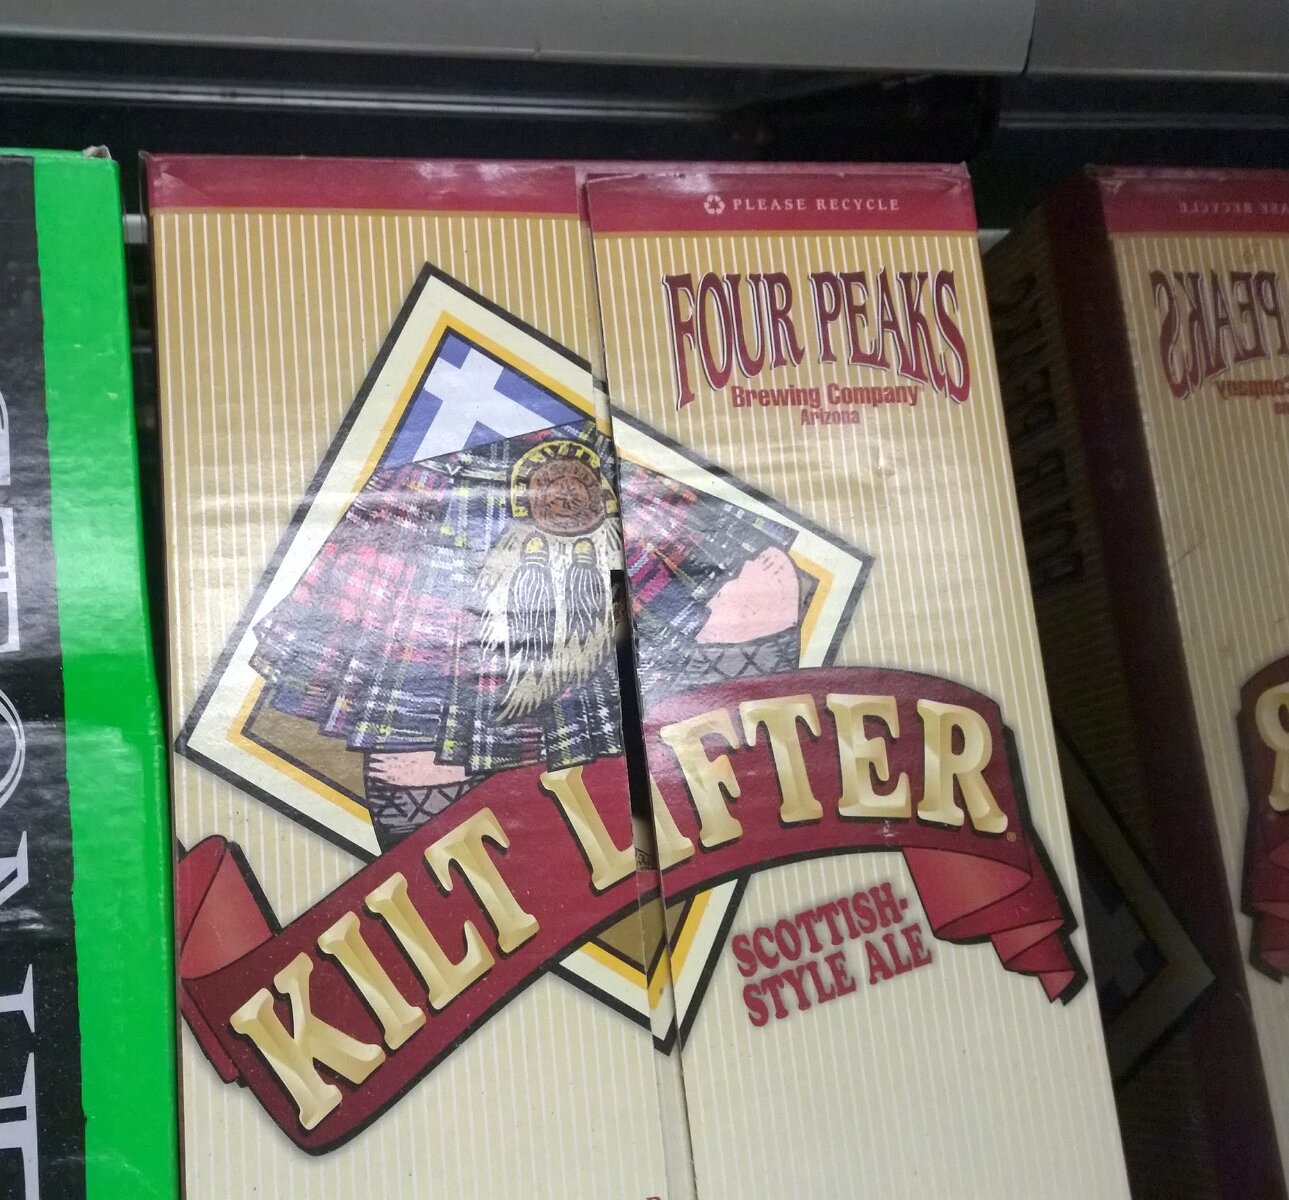 PLEASE RECYCLE
FOUR PEAKS
Brewing Company
Arizona
KILT LIFTER
SCOTTISH-
STYLE ALE